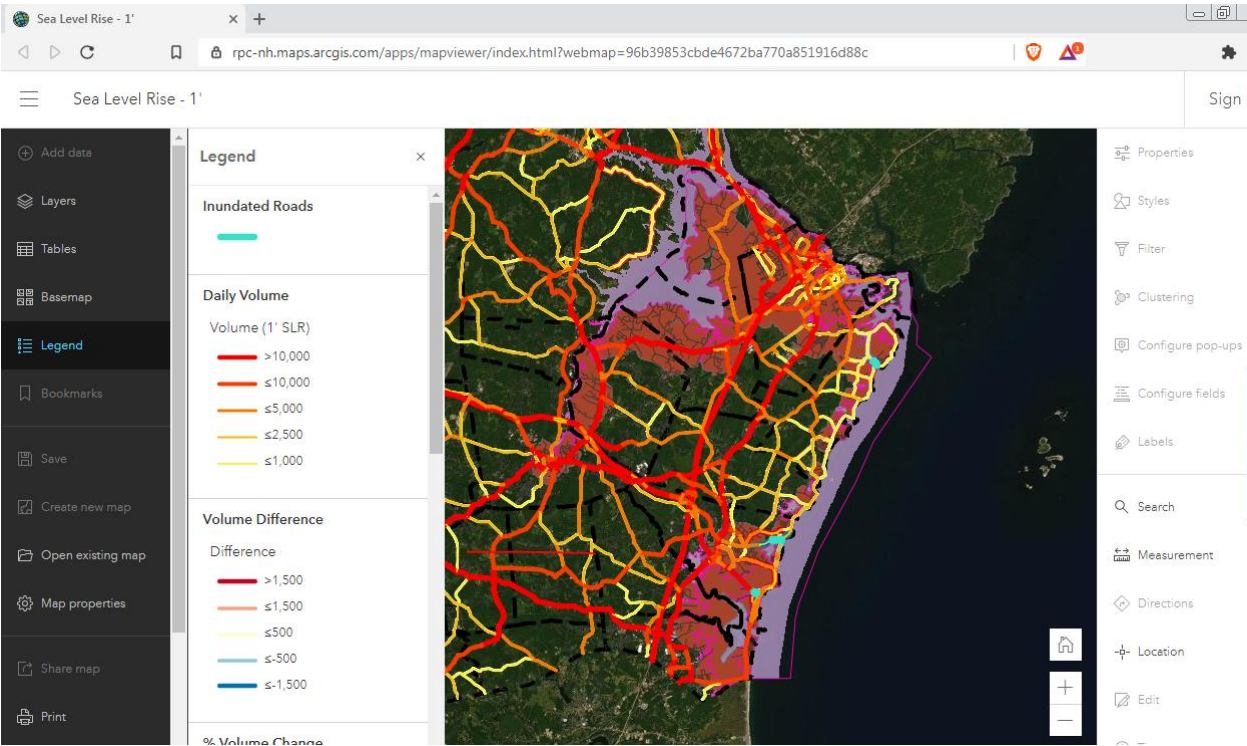 Sea Level Rise - 1'
rpc-nh.maps.arcgis.com/apps/mapviewer/index.html?webmap=96b39853cbde4672ba770a851916d88c
Sea Level Rise - 1'
Sign
Add data
Layers
Tables
Basemap
Legend
Bookmarks
Save
Create new map
Open existing map
Map properties
Share map
Print
Legend
Inundated Roads
Daily Volume
Volume (1' SLR)
>10,000
≤10,000
≤5,000
≤2,500
≤1,000
Volume Difference
Difference
>1,500
≤1,500
≤500
≤-500
≤-1,500
% Volume Change
Properties
Styles
Filter
Clustering
Configure pop-ups
Configure fields
Labels
Search
Measurement
Directions
Location
Edit